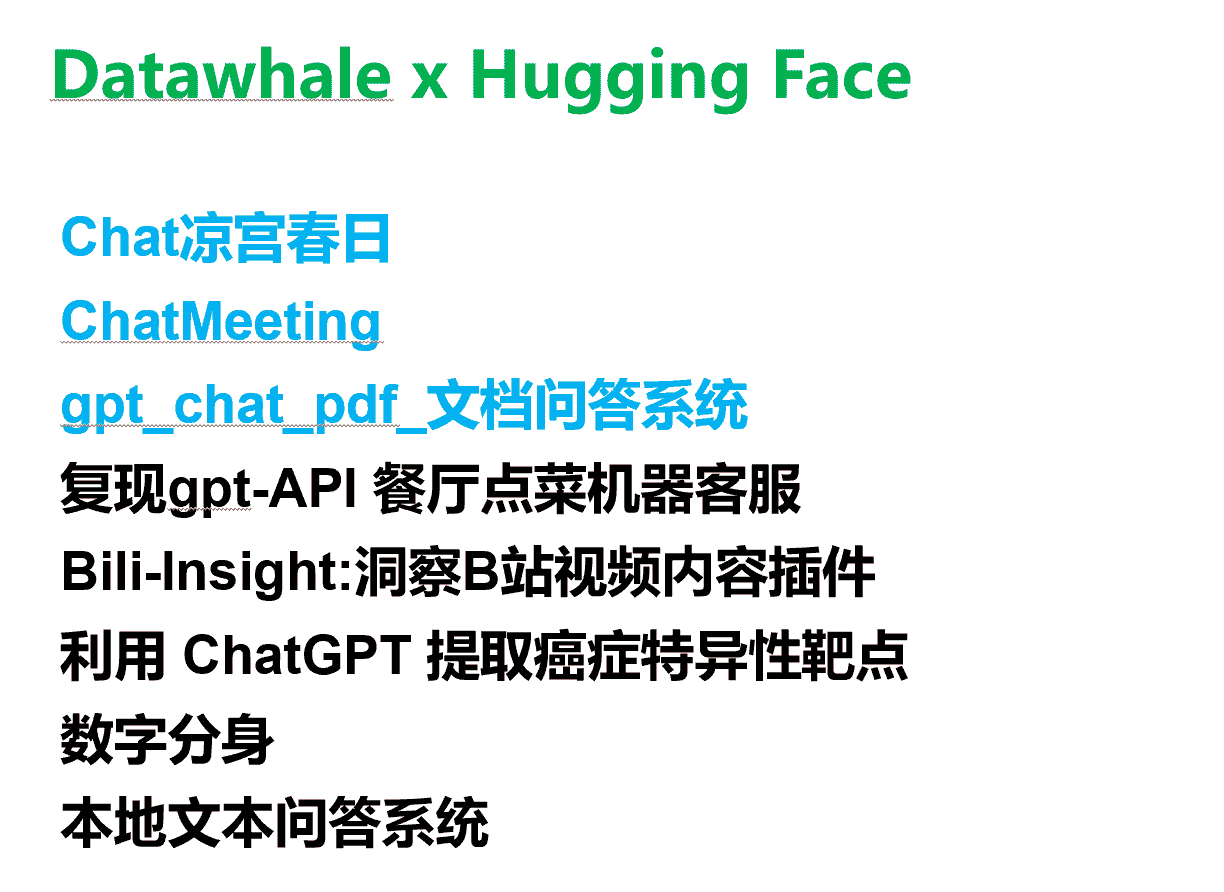 Datawhale x Hugging Face
Chat凉宫春日
ChatMeeting
gpt_chat_pdf_文档问答系统
复现gpt-API 餐厅点菜机器客服
Bili-Insight:洞察B站视频内容插件
利用 ChatGPT 提取癌症特异性靶点
数字分身
本地文本问答系统